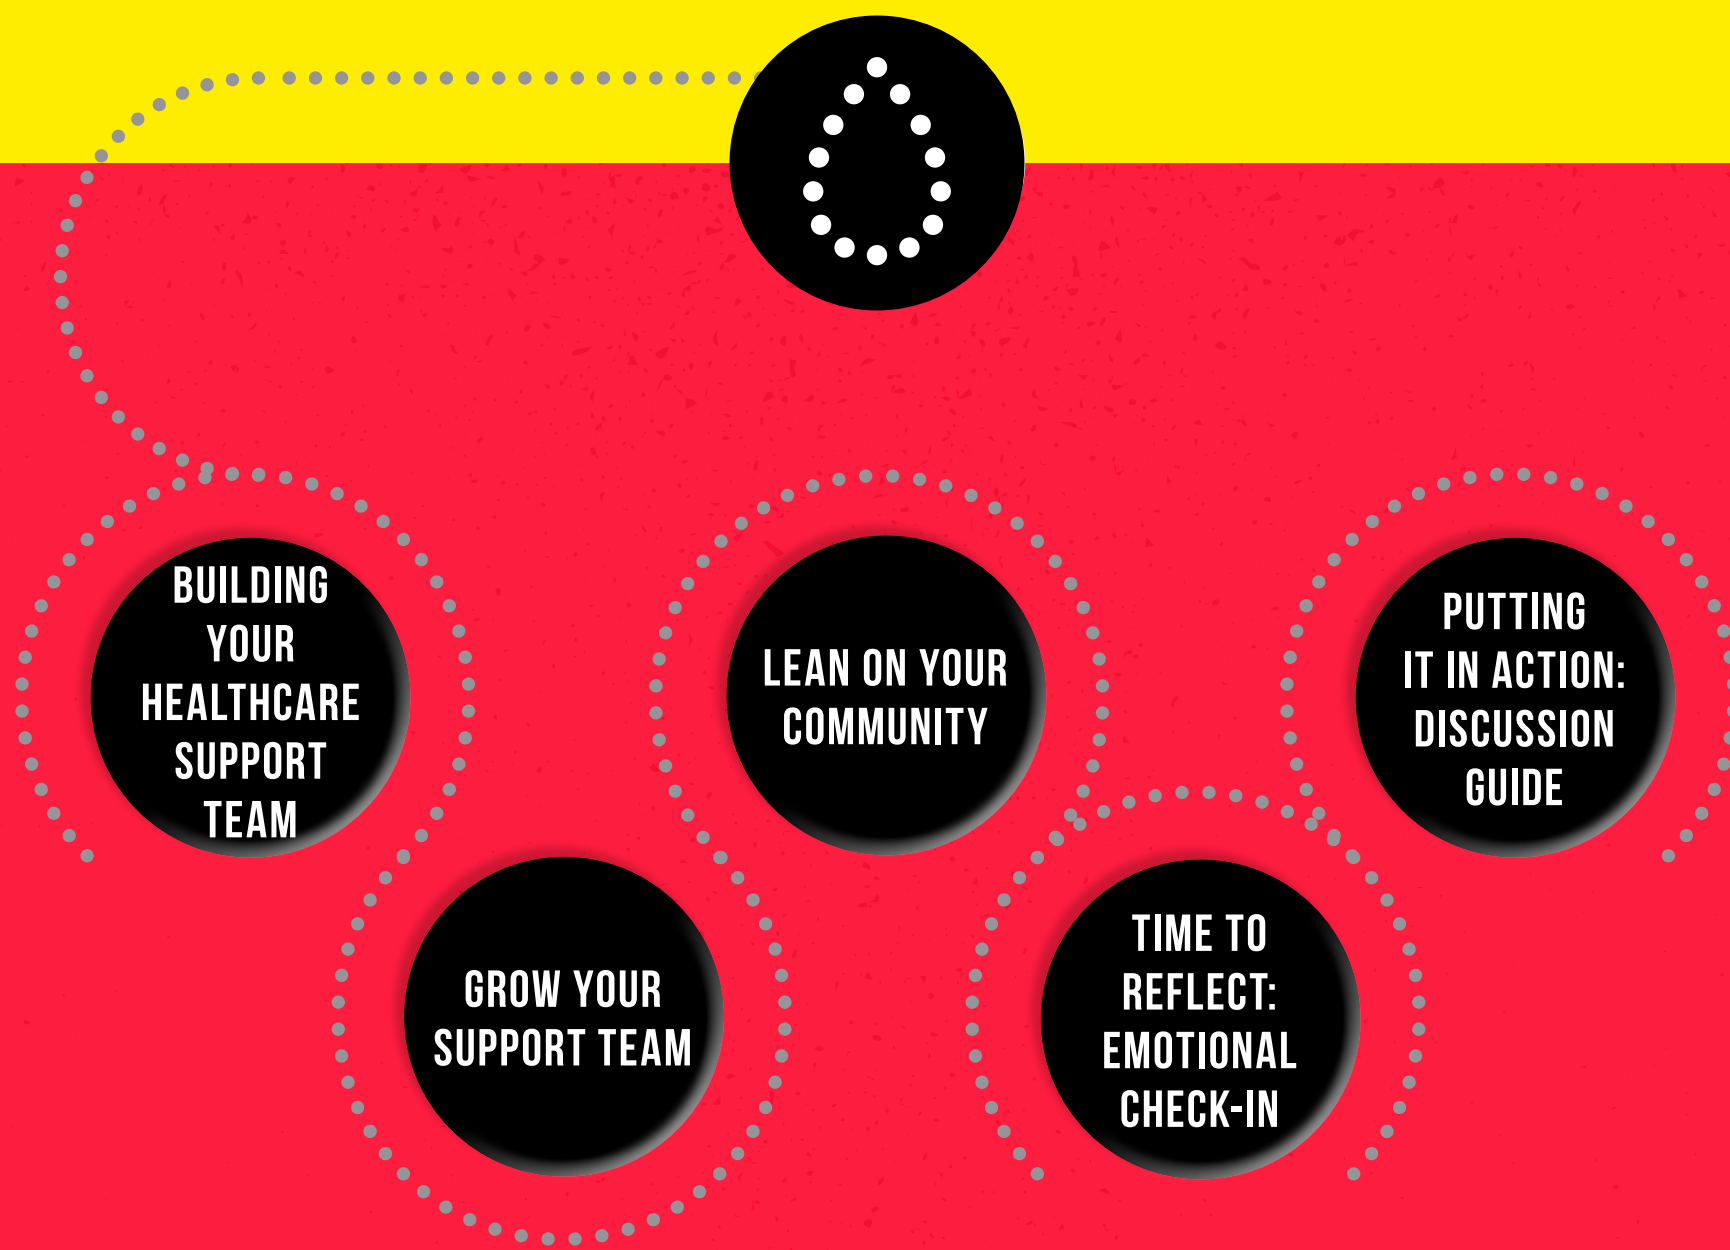 BUILDING
YOUR
HEALTHCARE
SUPPORT
TEAM
GROW YOUR
SUPPORT TEAM
LEAN ON YOUR
COMMUNITY
TIME TO
REFLECT:
EMOTIONAL
CHECK-IN
PUTTING
IT IN ACTION:
DISCUSSION
GUIDE